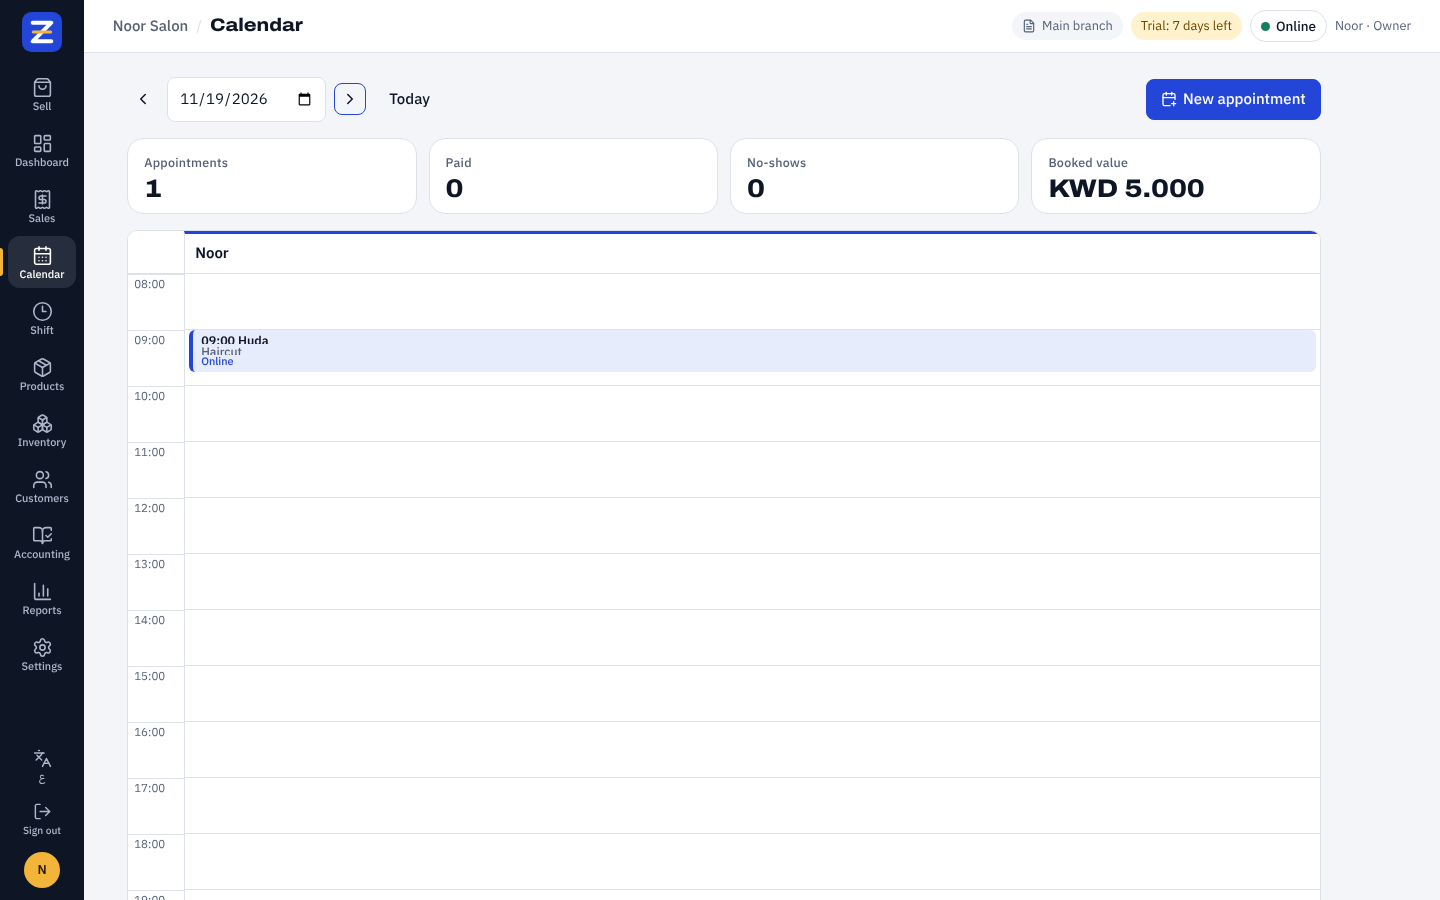 Noor Salon / Calendar
Main branch
Trial: 7 days left
Online
Noor · Owner
Sell
Dashboard
Sales
Calendar
Shift
Products
Inventory
Customers
Accounting
Reports
Settings
ع
Sign out
N
11/19/2026
Today
New appointment
Appointments
1
Paid
0
No-shows
0
Booked value
KWD 5.000
Noor
08:00
09:00
09:00 Huda
Haircut
Online
10:00
11:00
12:00
13:00
14:00
15:00
16:00
17:00
18:00
19:00